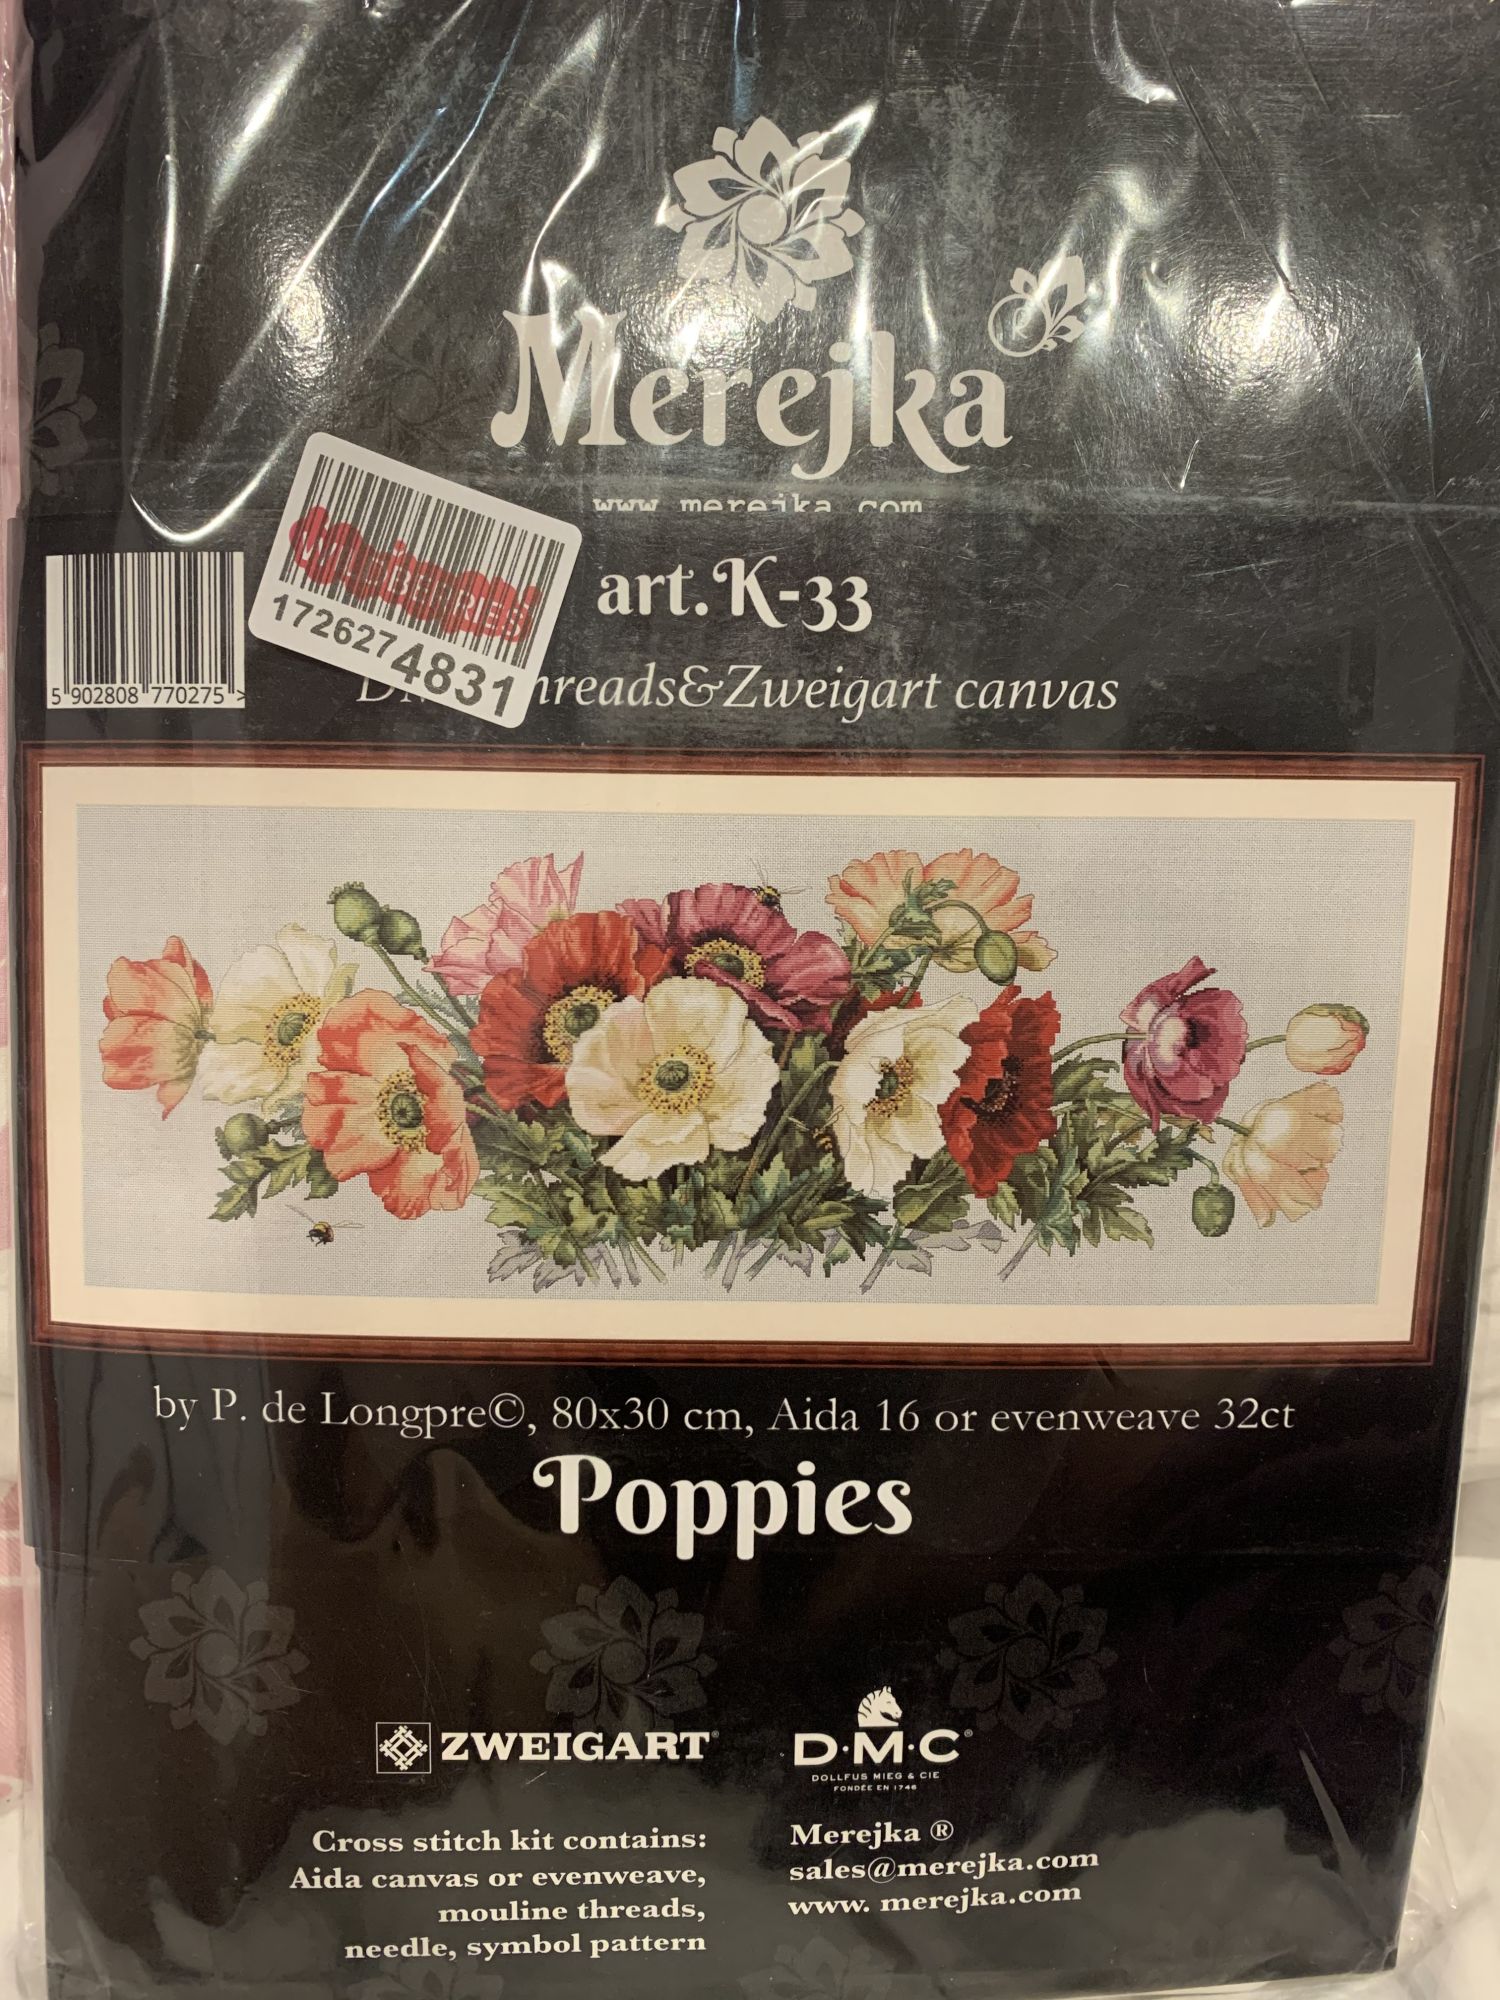 Merejka
www.merejka.com
WILDBERRIES
1726274831
5 902808 770275 >
art.K-33
threads&Zweigart canvas
by P. de Longpre©, 80x30 cm, Aida 16 or evenweave 32ct
Poppies
ZWEIGART®
D·M·C®
DOLLFUS MIEG & CIE
FONDÉE EN 1746
Cross stitch kit contains:
Aida canvas or evenweave,
mouline threads,
needle, symbol pattern
Merejka ®
sales@merejka.com
www. merejka.com